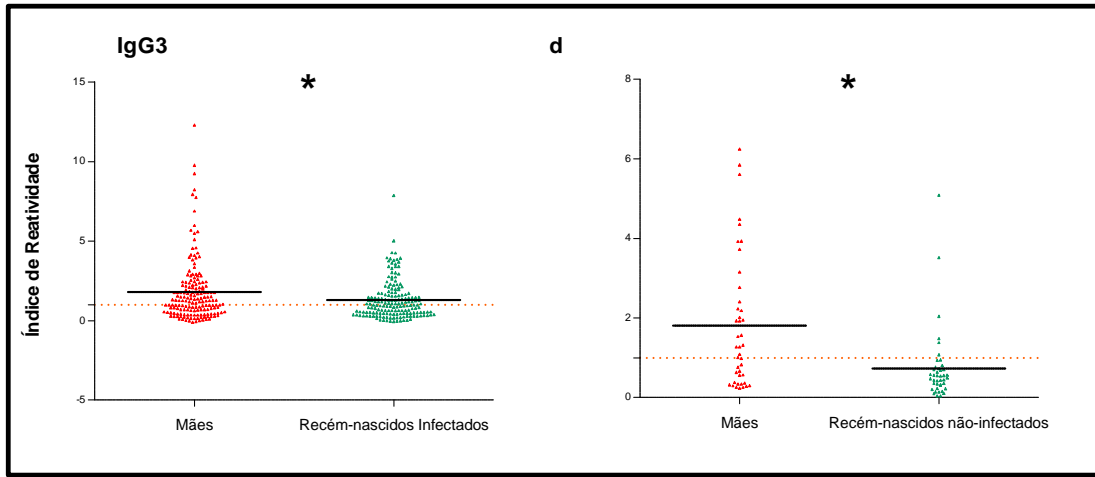 IgG3
d
*
*
Índice de Reatividade
15
10
5
0
-5
Mães
Recém-nascidos Infectados
8
6
4
2
0
Mães
Recém-nascidos não-infectados